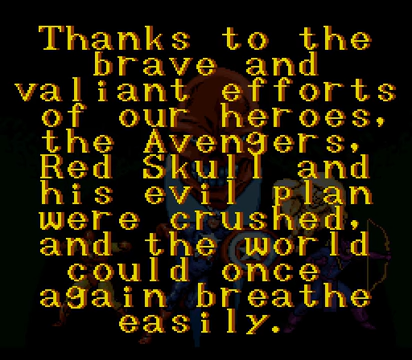 Thanks to the
brave and
valiant efforts
of our heroes,
the Avengers,
Red Skull and
his evil plan
were crushed,
and the world
could once
again breathe
easily.